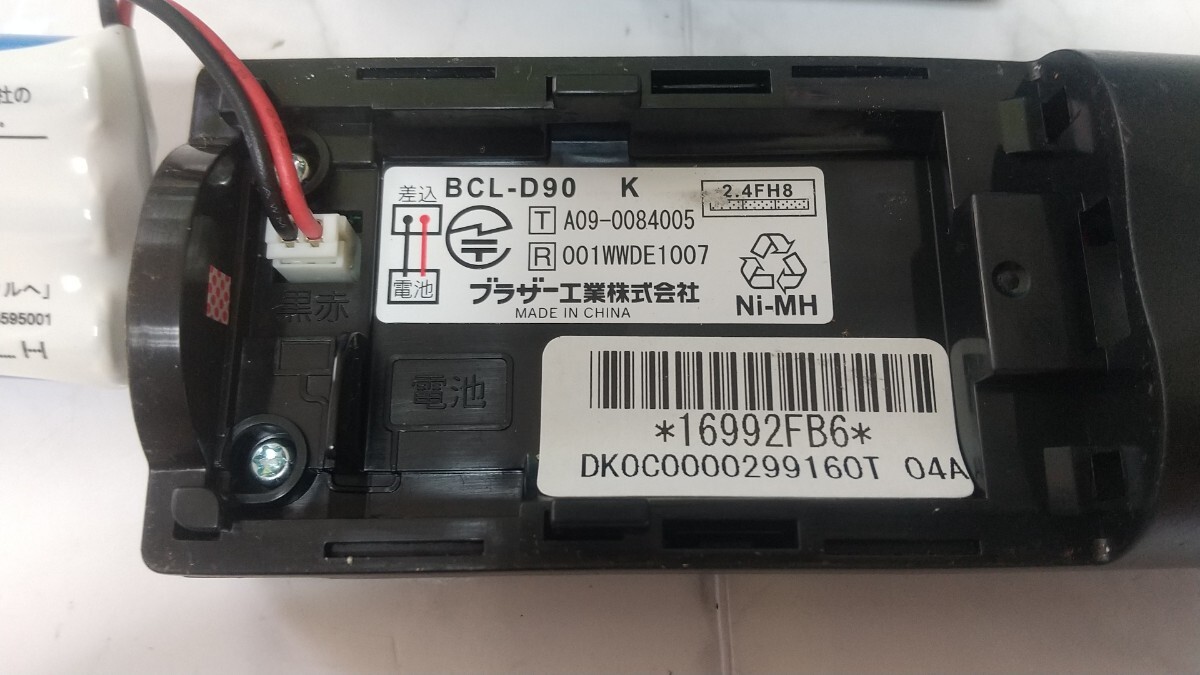 社の
ルへ」
595001
差込
BCL-D90 K
2.4FH8
T A09-0084005
R 001WWDE1007
電池
ブラザー工業株式会社
MADE IN CHINA
Ni-MH
黒赤
電池
*16992FB6*
DK0C0000299160T 04A